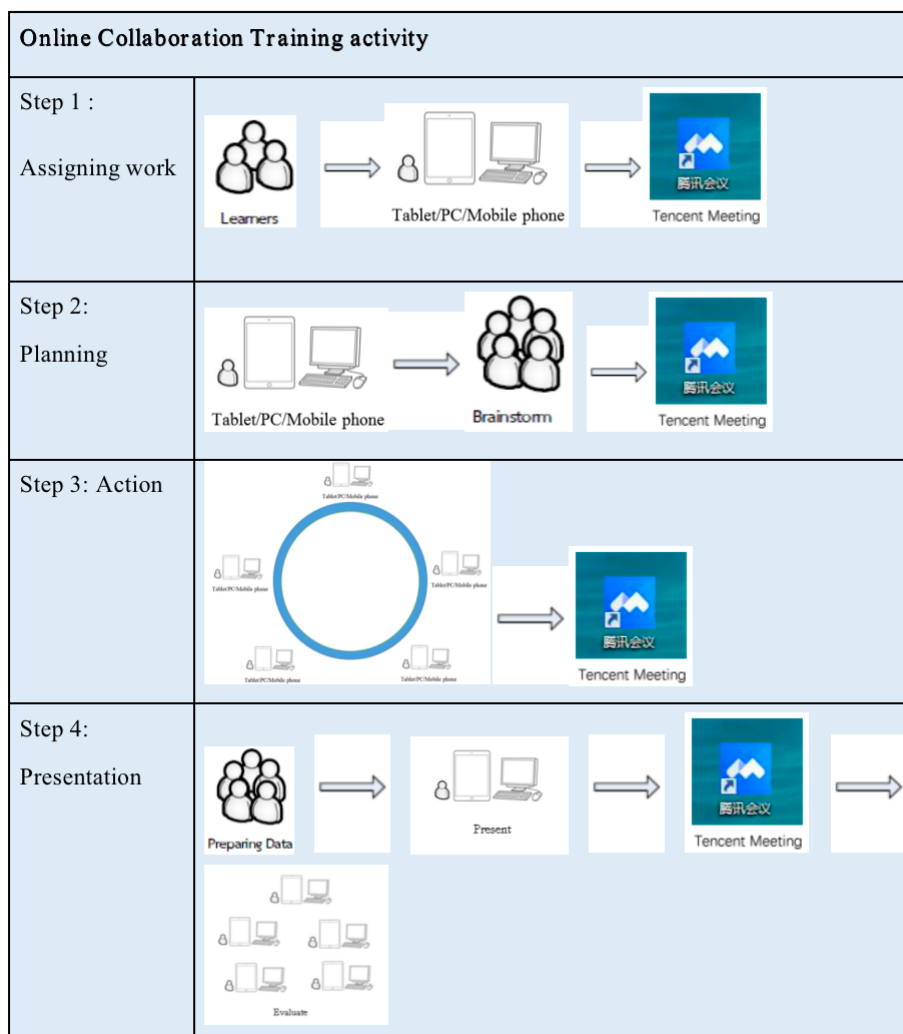 Online Collaboration Training activity
Step 1 :
Assigning work
Learners
Tablet/PC/Mobile phone
腾讯会议
Tencent Meeting
Step 2:
Planning
Tablet/PC/Mobile phone
Brainstorm
腾讯会议
Tencent Meeting
Step 3: Action
Tablet/PC/Mobile phone
Tablet/PC/Mobile phone
Tablet/PC/Mobile phone
Tablet/PC/Mobile phone
Tablet/PC/Mobile phone
腾讯会议
Tencent Meeting
Step 4:
Presentation
Preparing Data
Present
腾讯会议
Tencent Meeting
Evaluate